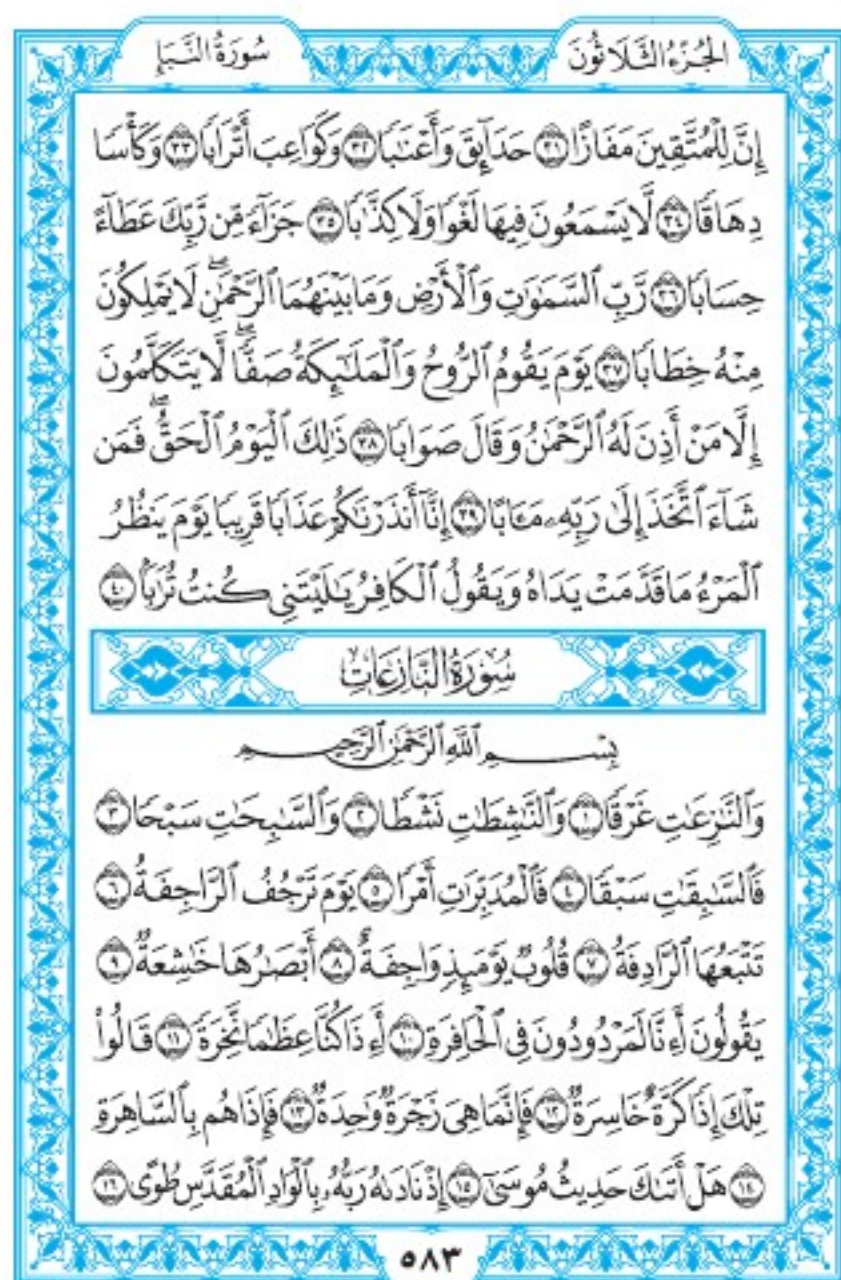 الجُزْءُ الثَّلَاثُونَ
سُورَةُ النَّبَإِ
إِنَّ لِلْمُتَّقِينَ مَفَازًا ٣١ حَدَآئِقَ وَأَعْنَٰبًا ٣٢ وَكَوَاعِبَ أَتْرَابًا ٣٣ وَكَأْسًا
دِهَاقًا ٣٤ لَّا يَسْمَعُونَ فِيهَا لَغْوًا وَلَا كِذَّٰبًا ٣٥ جَزَآءً مِّن رَّبِّكَ عَطَآءً
حِسَابًا ٣٦ رَّبِّ ٱلسَّمَٰوَٰتِ وَٱلْأَرْضِ وَمَا بَيْنَهُمَا ٱلرَّحْمَٰنِۖ لَا يَمْلِكُونَ
مِنْهُ خِطَابًا ٣٧ يَوْمَ يَقُومُ ٱلرُّوحُ وَٱلْمَلَٰٓئِكَةُ صَفًّاۖ لَّا يَتَكَلَّمُونَ
إِلَّا مَنْ أَذِنَ لَهُ ٱلرَّحْمَٰنُ وَقَالَ صَوَابًا ٣٨ ذَٰلِكَ ٱلْيَوْمُ ٱلْحَقُّۖ فَمَن
شَآءَ ٱتَّخَذَ إِلَىٰ رَبِّهِۦ مَـَٔابًا ٣٩ إِنَّآ أَنذَرْنَٰكُمْ عَذَابًا قَرِيبًا يَوْمَ يَنظُرُ
ٱلْمَرْءُ مَا قَدَّمَتْ يَدَاهُ وَيَقُولُ ٱلْكَافِرُ يَٰلَيْتَنِى كُنتُ تُرَٰبًۢا ٤٠
سُورَةُ النَّازِعَاتِ
بِسْمِ ٱللَّهِ ٱلرَّحْمَٰنِ ٱلرَّحِيمِ
وَٱلنَّٰزِعَٰتِ غَرْقًا ١ وَٱلنَّٰشِطَٰتِ نَشْطًا ٢ وَٱلسَّٰبِحَٰتِ سَبْحًا ٣
فَٱلسَّٰبِقَٰتِ سَبْقًا ٤ فَٱلْمُدَبِّرَٰتِ أَمْرًا ٥ يَوْمَ تَرْجُفُ ٱلرَّاجِفَةُ ٦
تَتْبَعُهَا ٱلرَّادِفَةُ ٧ قُلُوبٌ يَوْمَئِذٍ وَاجِفَةٌ ٨ أَبْصَٰرُهَا خَٰشِعَةٌ ٩
يَقُولُونَ أَءِنَّا لَمَرْدُودُونَ فِى ٱلْحَافِرَةِ ١٠ أَءِذَا كُنَّا عِظَٰمًا نَّخِرَةً ١١ قَالُوا۟
تِلْكَ إِذًا كَرَّةٌ خَاسِرَةٌ ١٢ فَإِنَّمَا هِىَ زَجْرَةٌ وَٰحِدَةٌ ١٣ فَإِذَا هُم بِٱلسَّاهِرَةِ
١٤ هَلْ أَتَىٰكَ حَدِيثُ مُوسَىٰٓ ١٥ إِذْ نَادَىٰهُ رَبُّهُۥ بِٱلْوَادِ ٱلْمُقَدَّسِ طُوًى ١٦
٥٨٣